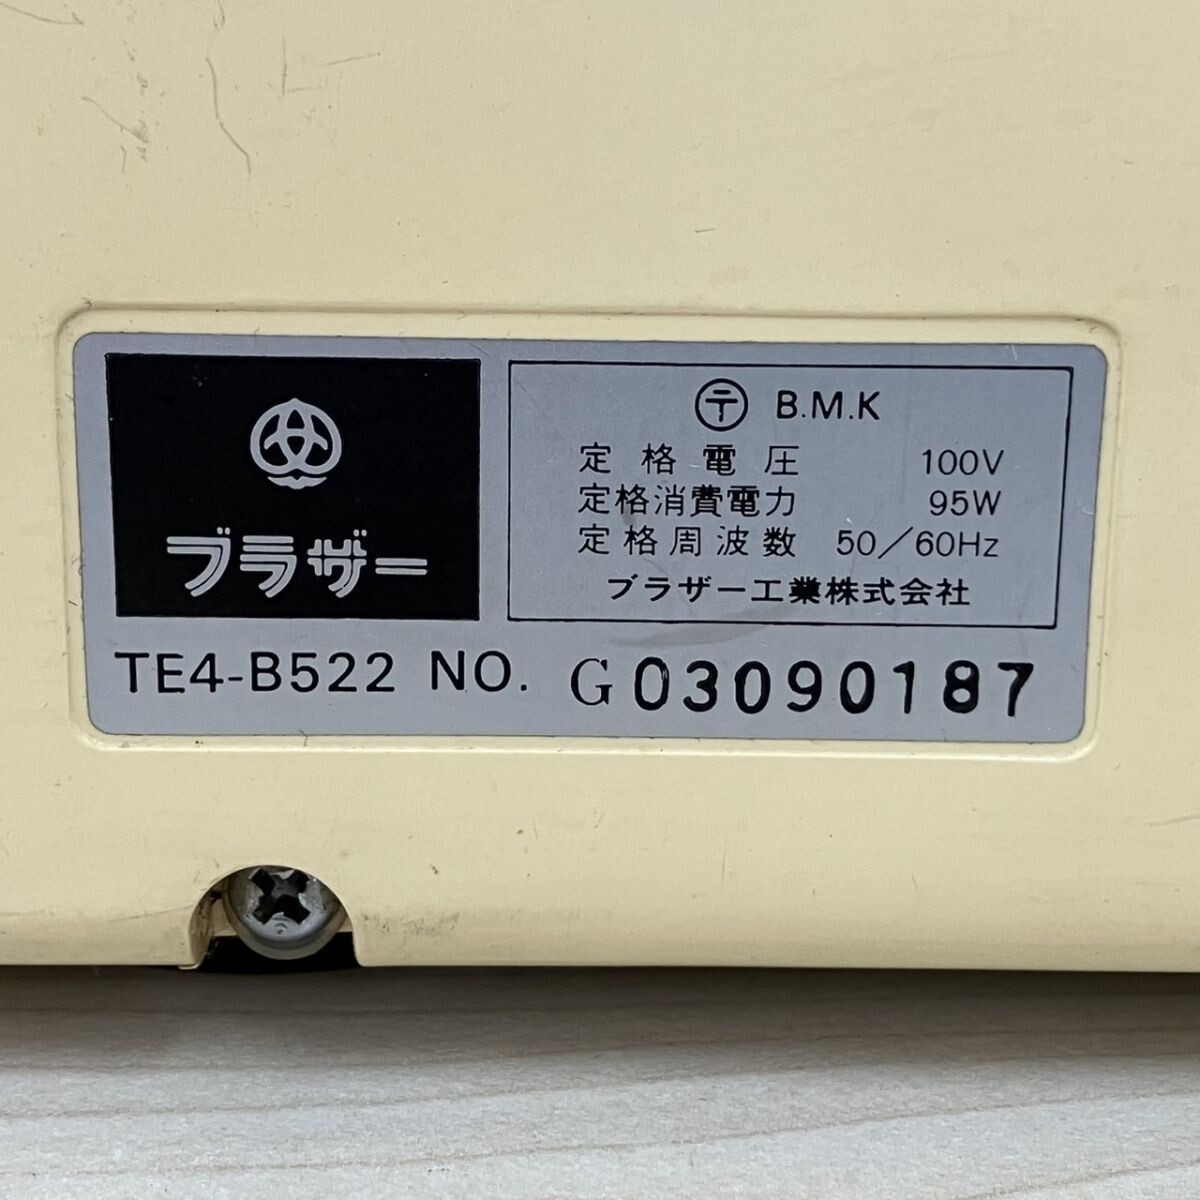 ブラザー
〒 B.M.K
定格電圧 100V
定格消費電力 95W
定格周波数 50/60Hz
ブラザー工業株式会社
TE4-B522 NO. G03090187